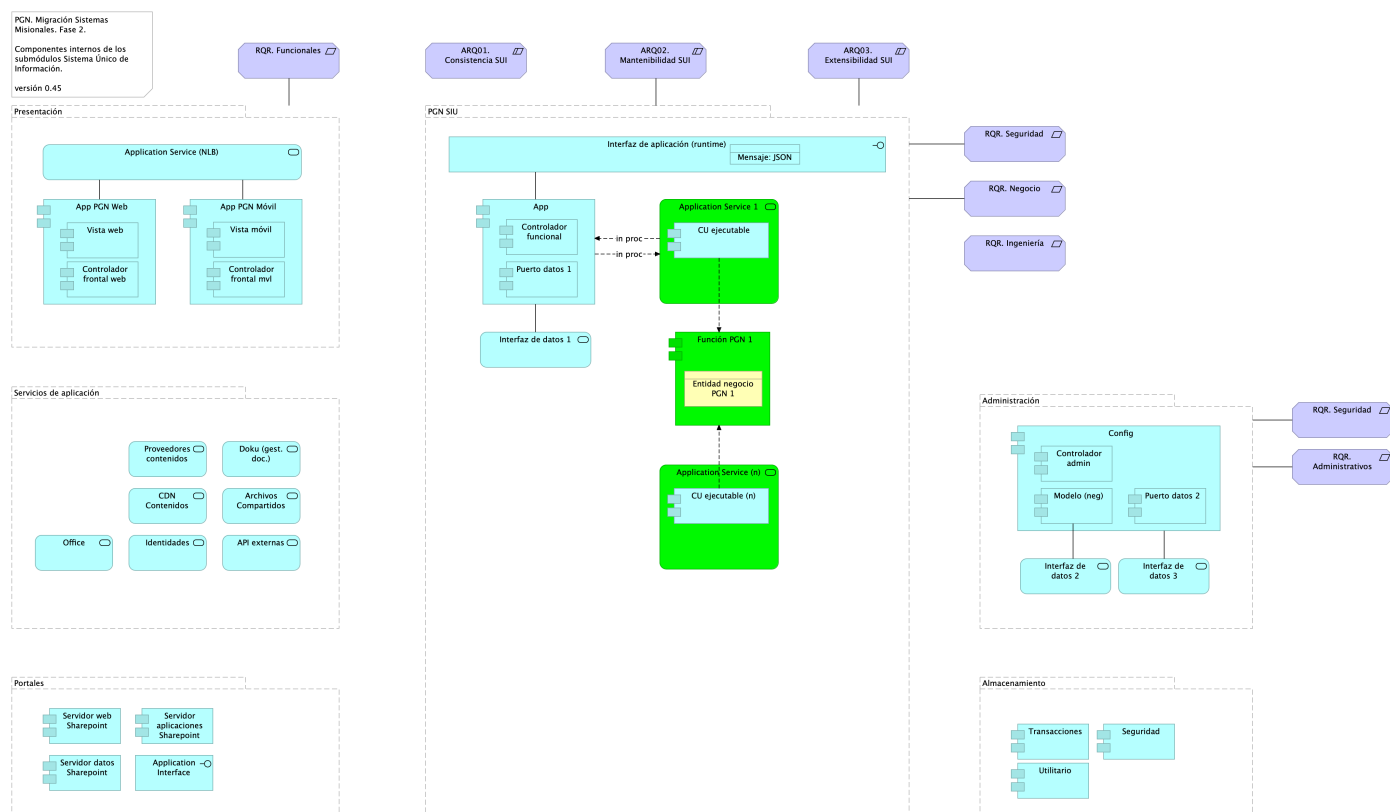 PGN. Migración Sistemas
Misionales. Fase 2.
Componentes internos de los
submódulos Sistema Único de
Información.
versión 0.45
RQR. Funcionales
ARQ01.
Consistencia SUI
ARQ02.
Mantenibilidad SUI
ARQ03.
Extensibilidad SUI
Presentación
Application Service (NLB)
App PGN Web
Vista web
Controlador
frontal web
App PGN Móvil
Vista móvil
Controlador
frontal mvl
PGN SIU
Interfaz de aplicación (runtime)
Mensaje: JSON
App
Controlador
funcional
Puerto datos 1
in proc
in proc
Application Service 1
CU ejecutable
Interfaz de datos 1
Función PGN 1
Entidad negocio
PGN 1
Application Service (n)
CU ejecutable (n)
RQR. Seguridad
RQR. Negocio
RQR. Ingeniería
Servicios de aplicación
Proveedores
contenidos
Doku (gest.
doc.)
CDN
Contenidos
Archivos
Compartidos
Office
Identidades
API externas
Administración
Config
Controlador
admin
Modelo (neg)
Puerto datos 2
Interfaz de
datos 2
Interfaz de
datos 3
RQR. Seguridad
RQR.
Administrativos
Portales
Servidor web
Sharepoint
Servidor
aplicaciones
Sharepoint
Servidor datos
Sharepoint
Application
Interface
Almacenamiento
Transacciones
Seguridad
Utilitario